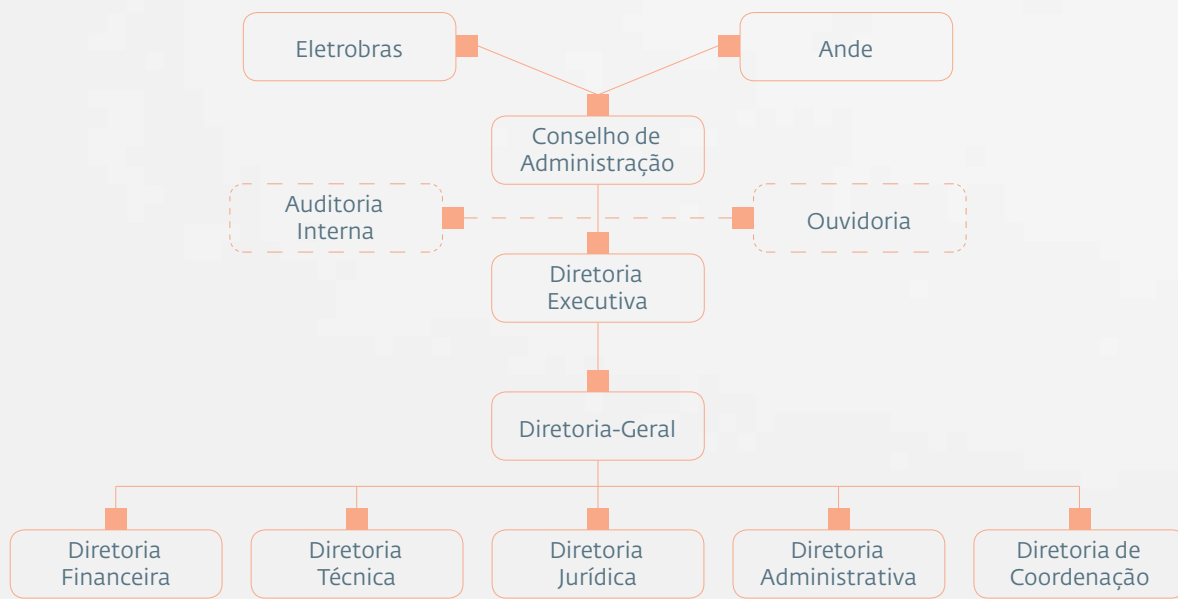 Eletrobras
Ande
Conselho de
Administração
Auditoria
Interna
Ouvidoria
Diretoria
Executiva
Diretoria-Geral
Diretoria
Financeira
Diretoria
Técnica
Diretoria
Jurídica
Diretoria
Administrativa
Diretoria de
Coordenação